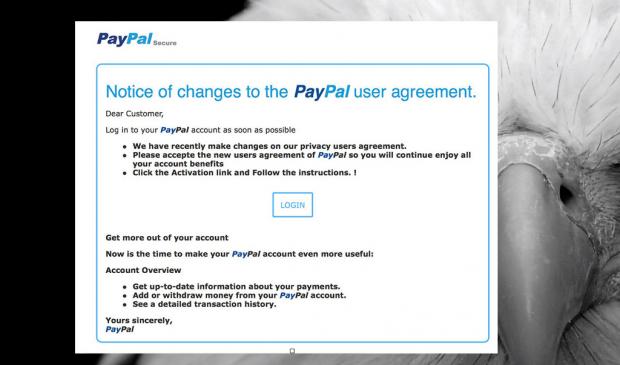 PayPal Secure
Notice of changes to the PayPal user agreement.
Dear Customer,
Log in to your PayPal account as soon as possible
• We have recently make changes on our privacy users agreement.
• Please accepte the new users agreement of PayPal so you will continue enjoy all
your account benefits
• Click the Activation link and Follow the instructions. !
LOGIN
Get more out of your account
Now is the time to make your PayPal account even more useful:
Account Overview
• Get up-to-date information about your payments.
• Add or withdraw money from your PayPal account.
• See a detailed transaction history.
Yours sincerely,
PayPal